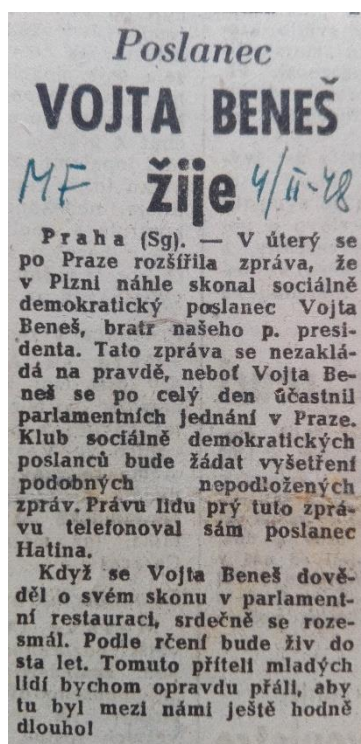 Poslanec
VOJTA BENEŠ
MF žije 4/II-48
Praha (Sg). — V úterý se
po Praze rozšířila zpráva, že
v Plzni náhle skonal sociálně
demokratický poslanec Vojta
Beneš, bratr našeho p. presi-
denta. Tato zpráva se nezaklá-
dá na pravdě, neboť Vojta Be-
neš se po celý den účastnil
parlamentních jednání v Praze.
Klub sociálně demokratických
poslanců bude žádat vyšetření
podobných nepodložených
zpráv. Právu lidu prý tuto zprá-
vu telefonoval sám poslanec
Hatina.
Když se Vojta Beneš dově-
děl o svém skonu v parlament-
ní restauraci, srdečně se roze-
smál. Podle rčení bude živ do
sta let. Tomuto příteli mladých
lidí bychom opravdu přáli, aby
tu byl mezi námi ještě hodně
dlouhol